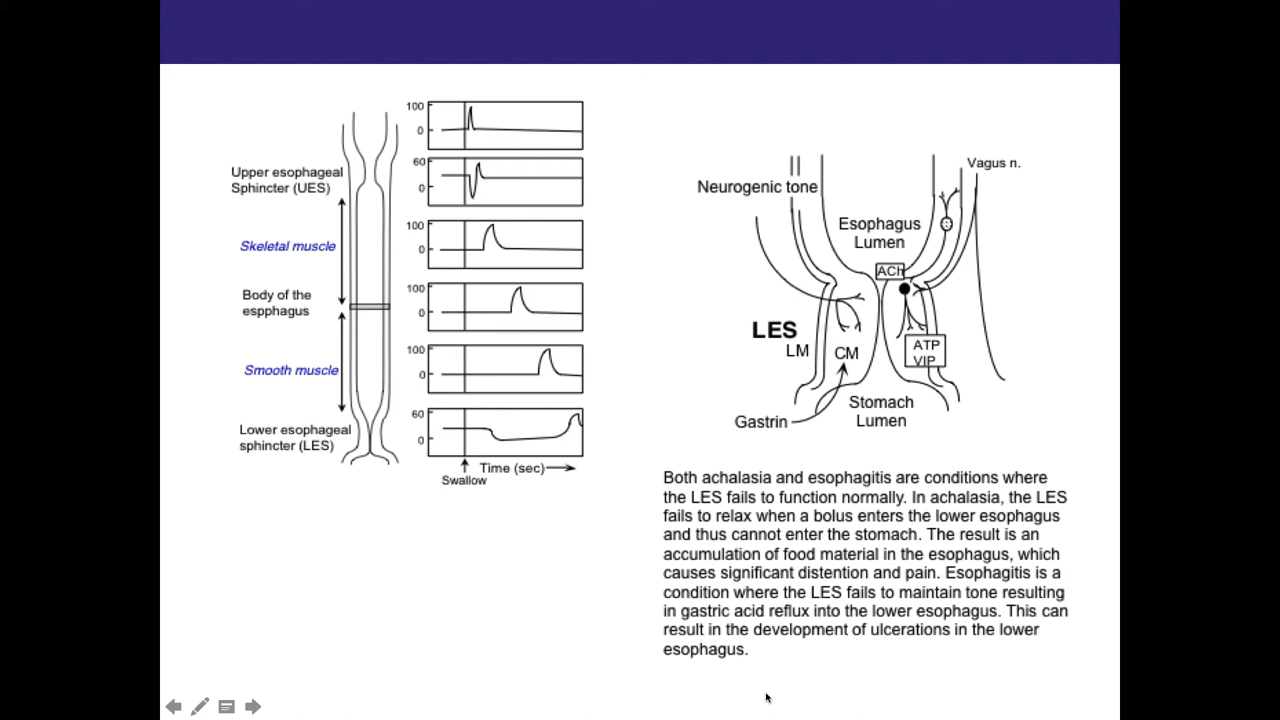 100
0
Upper esophageal
Sphincter (UES)
60
0
Skeletal muscle
100
0
Body of the
espphagus
100
0
Smooth muscle
100
0
Lower esophageal
sphincter (LES)
60
0
Time (sec)
Swallow
Vagus n.
Neurogenic tone
Esophagus
Lumen
ACh
LES
LM
CM
ATP
VIP
Gastrin
Stomach
Lumen
Both achalasia and esophagitis are conditions where
the LES fails to function normally. In achalasia, the LES
fails to relax when a bolus enters the lower esophagus
and thus cannot enter the stomach. The result is an
accumulation of food material in the esophagus, which
causes significant distention and pain. Esophagitis is a
condition where the LES fails to maintain tone resulting
in gastric acid reflux into the lower esophagus. This can
result in the development of ulcerations in the lower
esophagus.